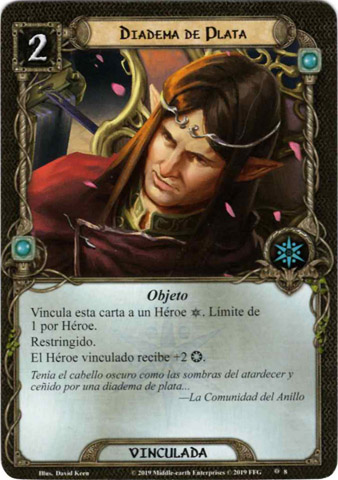 2
DIADEMA DE PLATA
Objeto
Vincula esta carta a un Héroe. Límite de
1 por Héroe.
Restringido.
El Héroe vinculado recibe +2.
Tenía el cabello oscuro como las sombras del atardecer y
ceñido por una diadema de plata...
—La Comunidad del Anillo
VINCULADA
Illus. David Keen © 2019 Middle-earth Enterprises © 2019 FFG 8